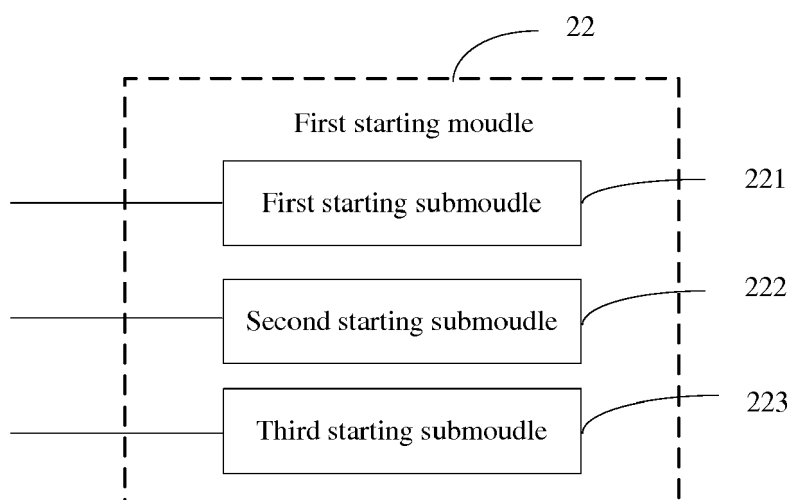 22
First starting moudle
First starting submoudle
221
Second starting submoudle
222
Third starting submoudle
223